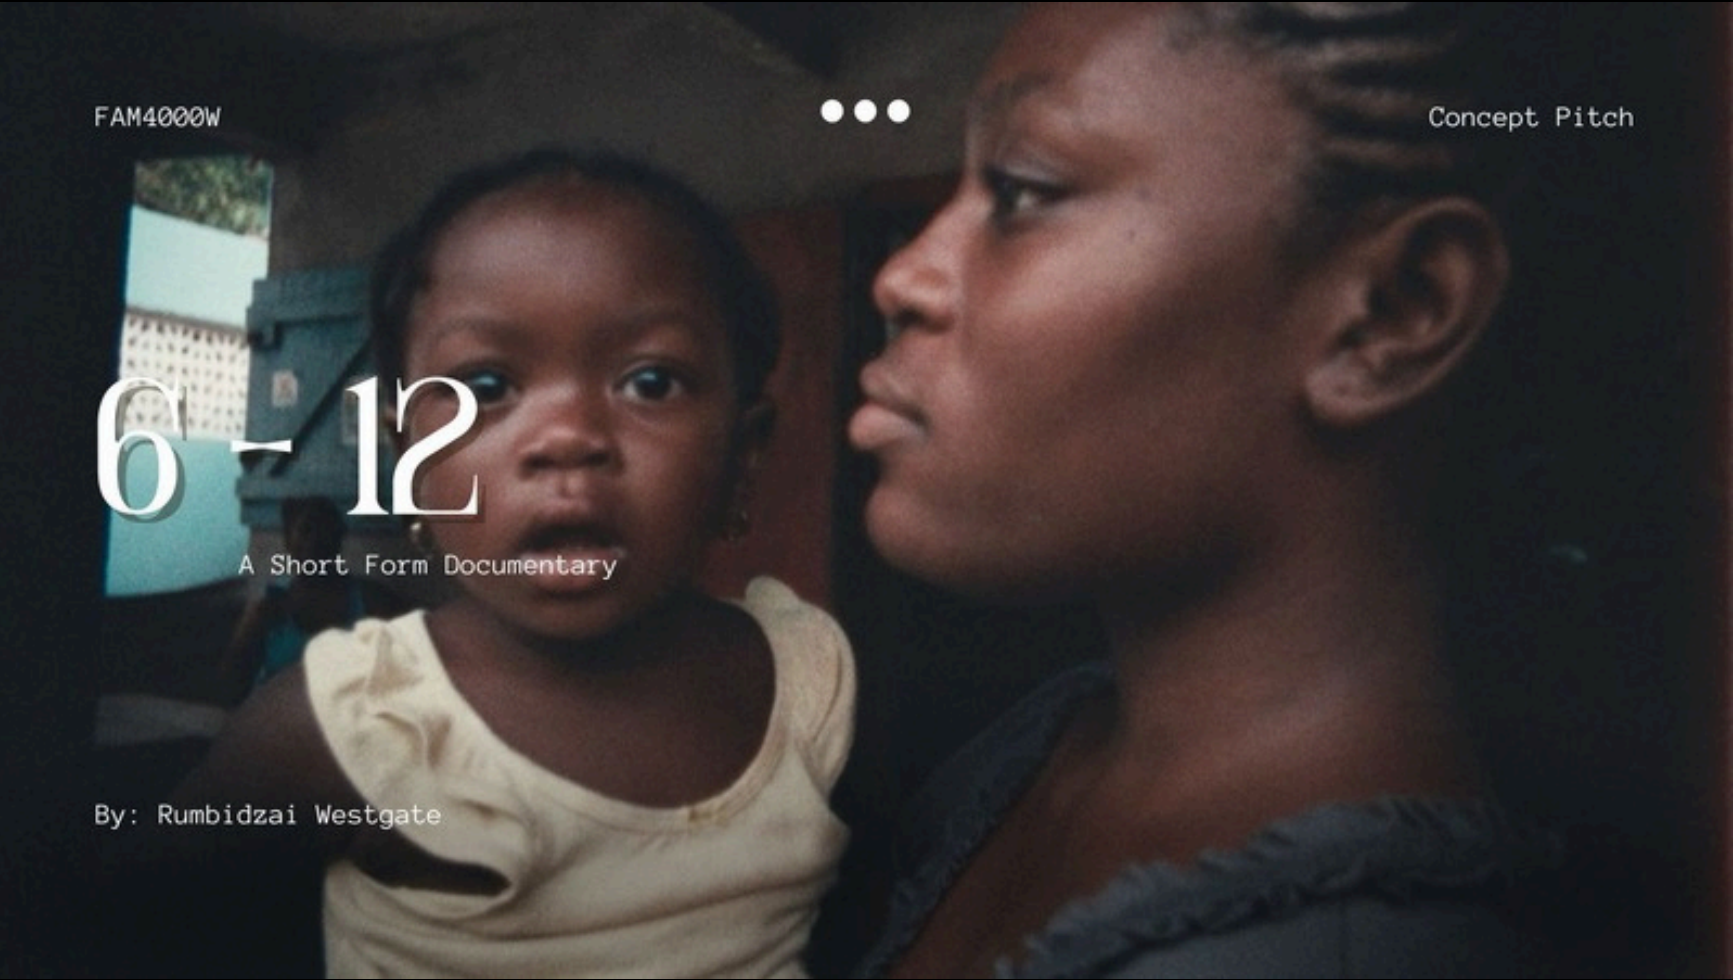 FAM4000W
Concept Pitch
6 - 12
A Short Form Documentary
By: Rumbidzai Westgate